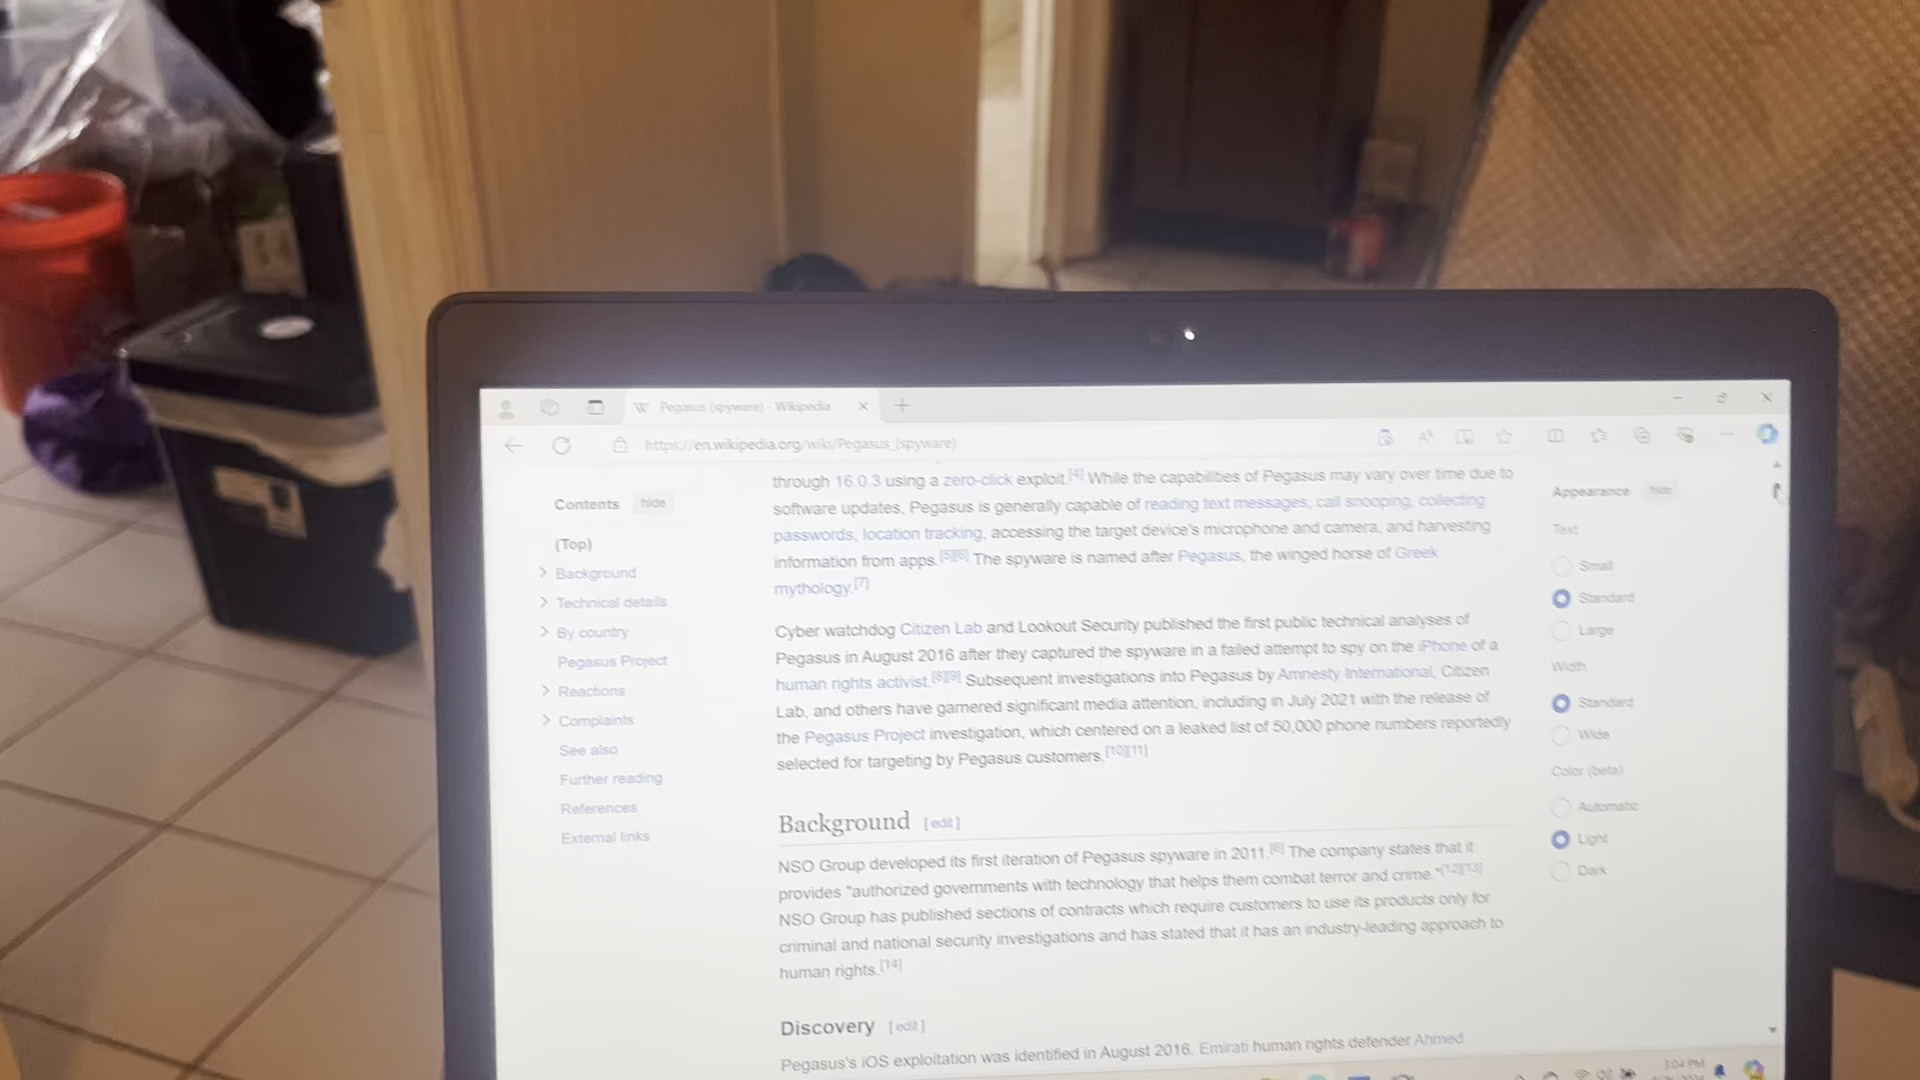 Pegasus (spyware) - Wikipedia
https://en.wikipedia.org/wiki/Pegasus_(spyware)
Contents hide
(Top)
Background
Technical details
By country
Pegasus Project
Reactions
Complaints
See also
Further reading
References
External links
through 16.0.3 using a zero-click exploit.[4] While the capabilities of Pegasus may vary over time due to
software updates, Pegasus is generally capable of reading text messages, call snooping, collecting
passwords, location tracking, accessing the target device's microphone and camera, and harvesting
information from apps.[5][6] The spyware is named after Pegasus, the winged horse of Greek
mythology.[7]
Cyber watchdog Citizen Lab and Lookout Security published the first public technical analyses of
Pegasus in August 2016 after they captured the spyware in a failed attempt to spy on the iPhone of a
human rights activist.[8][9] Subsequent investigations into Pegasus by Amnesty International, Citizen
Lab, and others have garnered significant media attention, including in July 2021 with the release of
the Pegasus Project investigation, which centered on a leaked list of 50,000 phone numbers reportedly
selected for targeting by Pegasus customers.[10][11]
Background [edit]
NSO Group developed its first iteration of Pegasus spyware in 2011.[6] The company states that it
provides "authorized governments with technology that helps them combat terror and crime."[12][13]
NSO Group has published sections of contracts which require customers to use its products only for
criminal and national security investigations and has stated that it has an industry-leading approach to
human rights.[14]
Discovery [edit]
Pegasus's iOS exploitation was identified in August 2016. Emirati human rights defender Ahmed
Appearance hide
Text
Small
Standard
Large
Width
Standard
Wide
Color (beta)
Automatic
Light
Dark
3:04 PM